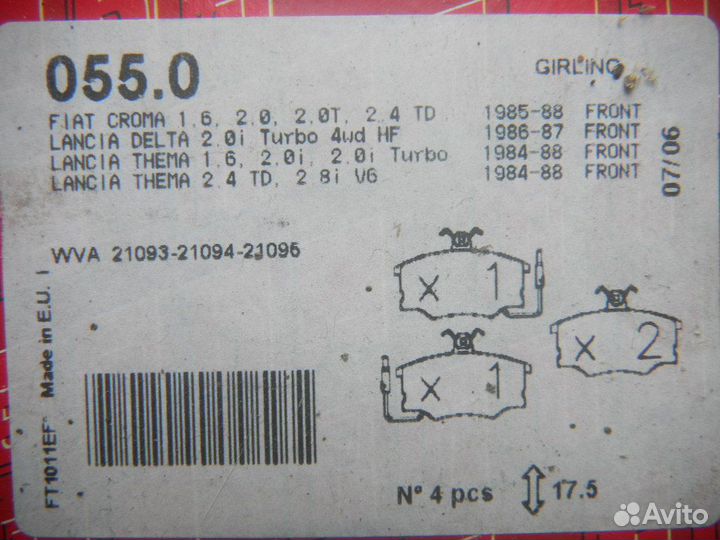 055.0
GIRLING
FIAT CROMA 1.6, 2.0, 2.0T, 2.4 TD 1985-88 FRONT
LANCIA DELTA 2.0i Turbo 4wd HF 1986-87 FRONT
LANCIA THEMA 1.6, 2.0i, 2.0i Turbo 1984-88 FRONT
LANCIA THEMA 2.4 TD, 2 8i V6 1984-88 FRONT
07/06
WVA 21093-21094-21095
x 1
x 2
x 1
Made in E.U.
FT1011EF
N° 4 pcs 17.5
Avito